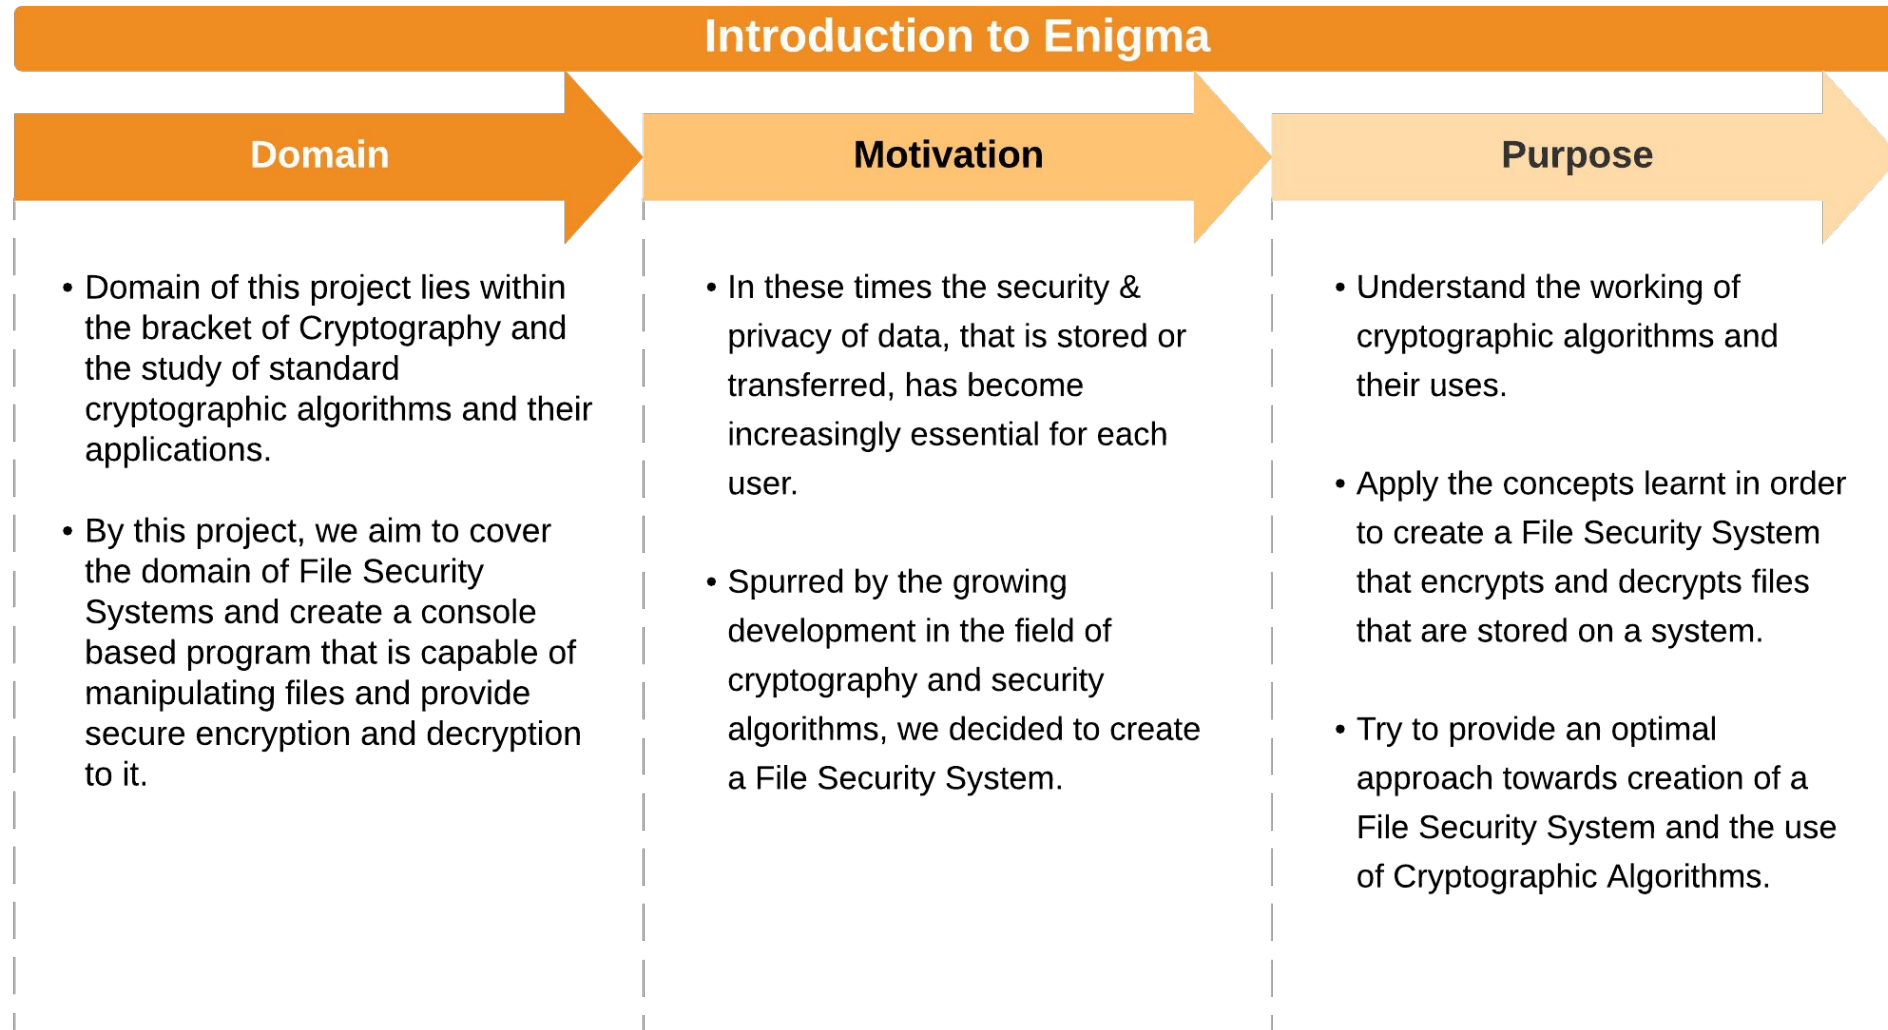 Introduction to Enigma
Domain
• Domain of this project lies within
the bracket of Cryptography and
the study of standard
cryptographic algorithms and their
applications.
• By this project, we aim to cover
the domain of File Security
Systems and create a console
based program that is capable of
manipulating files and provide
secure encryption and decryption
to it.
Motivation
• In these times the security &
privacy of data, that is stored or
transferred, has become
increasingly essential for each
user.
• Spurred by the growing
development in the field of
cryptography and security
algorithms, we decided to create
a File Security System.
Purpose
• Understand the working of
cryptographic algorithms and
their uses.
• Apply the concepts learnt in order
to create a File Security System
that encrypts and decrypts files
that are stored on a system.
• Try to provide an optimal
approach towards creation of a
File Security System and the use
of Cryptographic Algorithms.